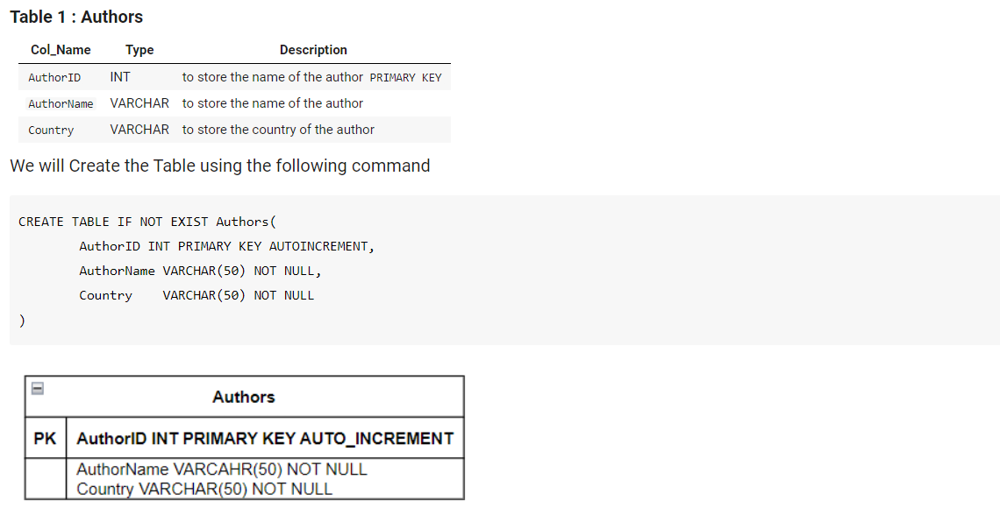 Table 1 : Authors
Col_Name Type Description
AuthorID INT to store the name of the author PRIMARY KEY
AuthorName VARCHAR to store the name of the author
Country VARCHAR to store the country of the author
We will Create the Table using the following command
CREATE TABLE IF NOT EXIST Authors(
AuthorID INT PRIMARY KEY AUTOINCREMENT,
AuthorName VARCHAR(50) NOT NULL,
Country VARCHAR(50) NOT NULL
)
Authors
PK AuthorID INT PRIMARY KEY AUTO_INCREMENT
AuthorName VARCAHR(50) NOT NULL
Country VARCHAR(50) NOT NULL